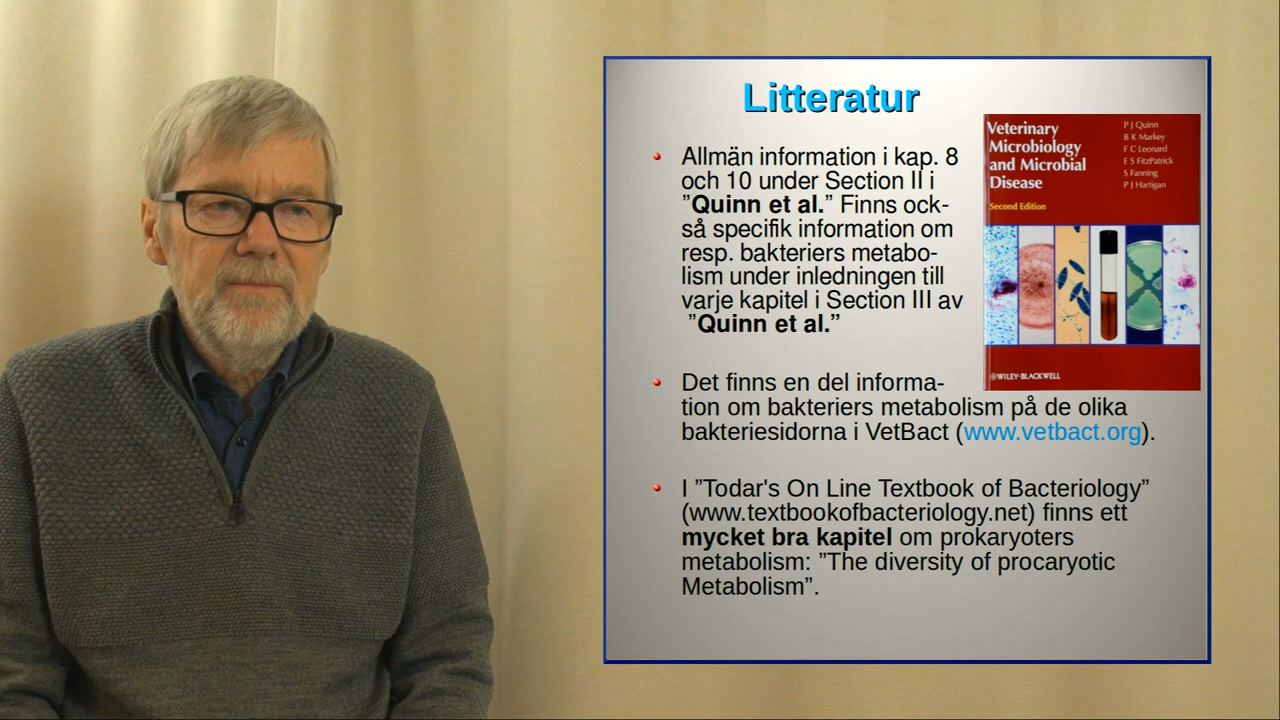 Litteratur
Allmän information i kap. 8
och 10 under Section II i
”Quinn et al.” Finns ock-
så specifik information om
resp. bakteriers metabo-
lism under inledningen till
varje kapitel i Section III av
”Quinn et al.”
Veterinary
Microbiology
and Microbial
Disease
Second Edition
P J Quinn
B K Markey
F C Leonard
E S FitzPatrick
S Fanning
P J Hartigan
WILEY-BLACKWELL
Det finns en del informa-
tion om bakteriers metabolism på de olika
bakteriesidorna i VetBact (www.vetbact.org).
I ”Todar's On Line Textbook of Bacteriology”
(www.textbookofbacteriology.net) finns ett
mycket bra kapitel om prokaryoters
metabolism: ”The diversity of procaryotic
Metabolism”.